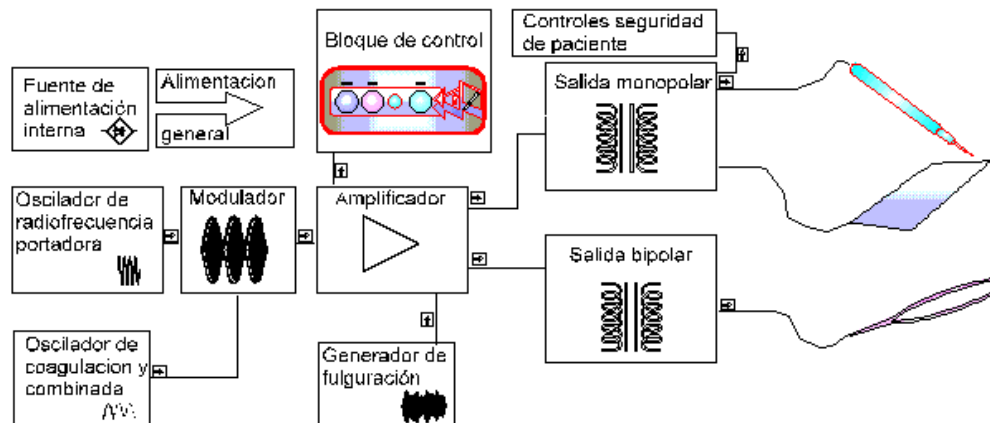 Bloque de control
Controles seguridad
de paciente
Fuente de
alimentación
interna
Alimentacion
general
Salida monopolar
Oscilador de
radiofrecuencia
portadora
Modulador
Amplificador
Salida bipolar
Oscilador de
coagulacion y
combinada
Generador de
fulguración